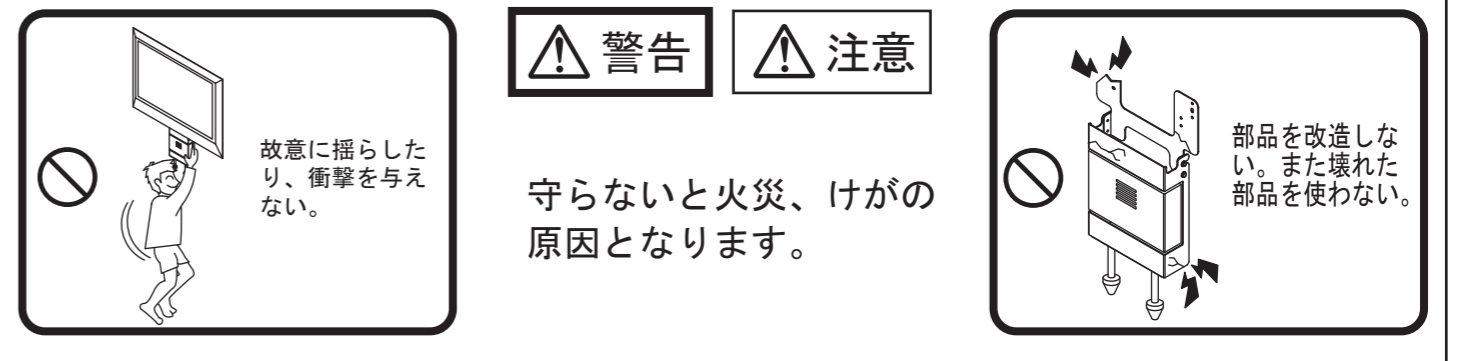 故意に揺らした
り、衝撃を与え
ない。
警告
注意
守らないと火災、けがの
原因となります。
部品を改造しな
い。また壊れた
部品を使わない。